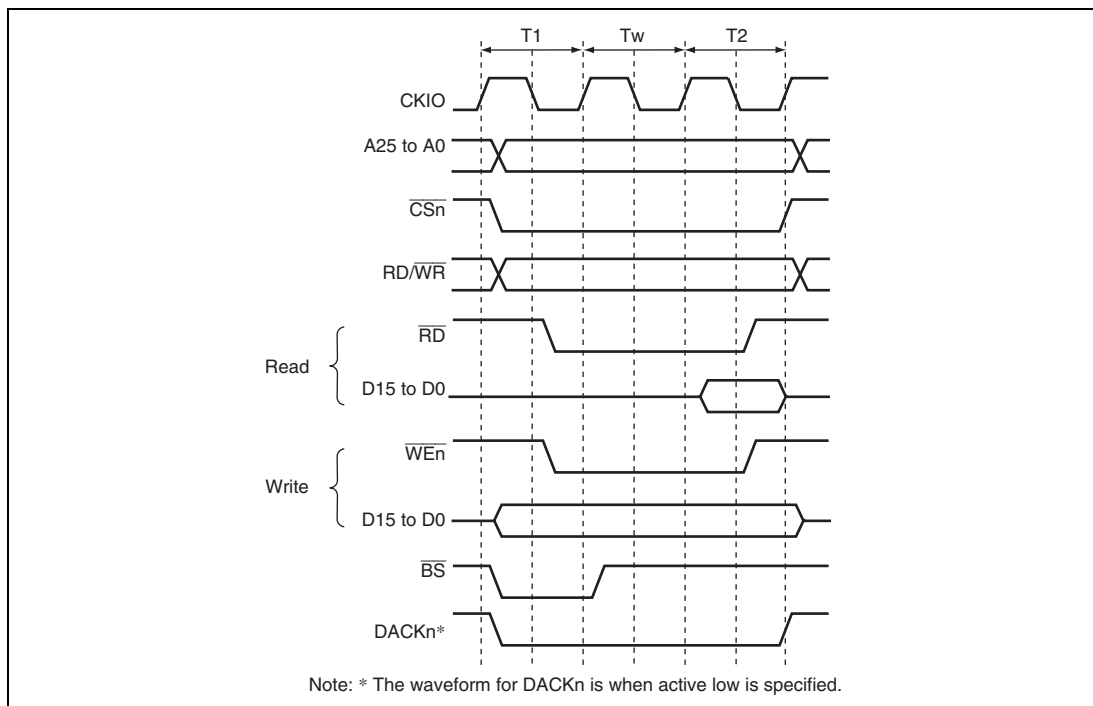 T1 Tw T2
CKIO
A25 to A0
CSn
RD/WR
RD
Read
D15 to D0
WEn
Write
D15 to D0
BS
DACKn*
Note: * The waveform for DACKn is when active low is specified.